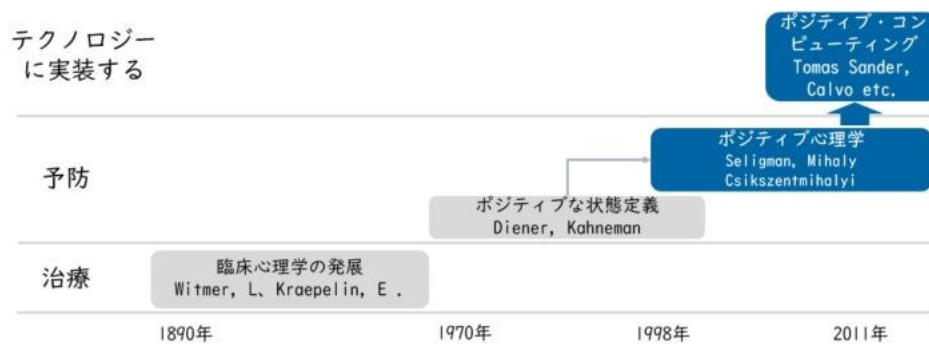 テクノロジー
に実装する
ポジティブ・コン
ピューティング
Tomas Sander,
Calvo etc.
予防
ポジティブ心理学
Seligman, Mihaly
Csikszentmihalyi
ポジティブな状態定義
Diener, Kahneman
治療
臨床心理学の発展
Witmer, L、Kraepelin, E .
1890年
1970年
1998年
2011年